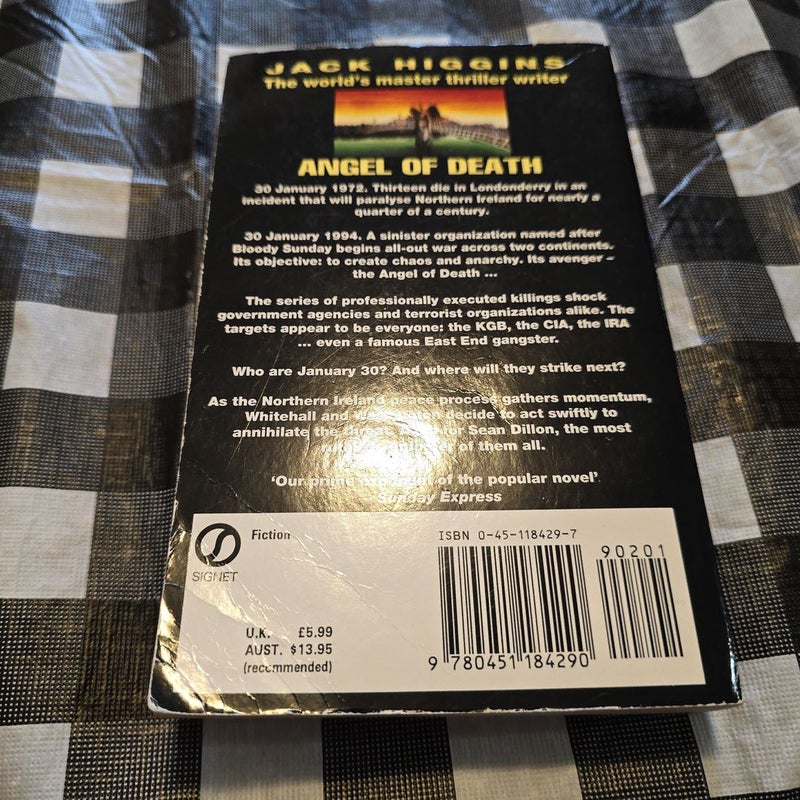 JACK HIGGINS
The world's master thriller writer
ANGEL OF DEATH
30 January 1972. Thirteen die in Londonderry in an
incident that will paralyse Northern Ireland for nearly a
quarter of a century.
30 January 1994. A sinister organization named after
Bloody Sunday begins all-out war across two continents.
Its objective: to create chaos and anarchy. Its avenger –
the Angel of Death ...
The series of professionally executed killings shock
government agencies and terrorist organizations alike. The
targets appear to be everyone: the KGB, the CIA, the IRA
... even a famous East End gangster.
Who are January 30? And where will they strike next?
As the Northern Ireland peace process gathers momentum,
Whitehall and Washington decide to act swiftly to
annihilate the threat. for Sean Dillon, the most
of them all.
'Our prime exponent of the popular novel'
Sunday Express
SIGNET
Fiction
ISBN 0-45-118429-7
90201
U.K. £5.99
AUST. $13.95
(recommended)
9 780451 184290